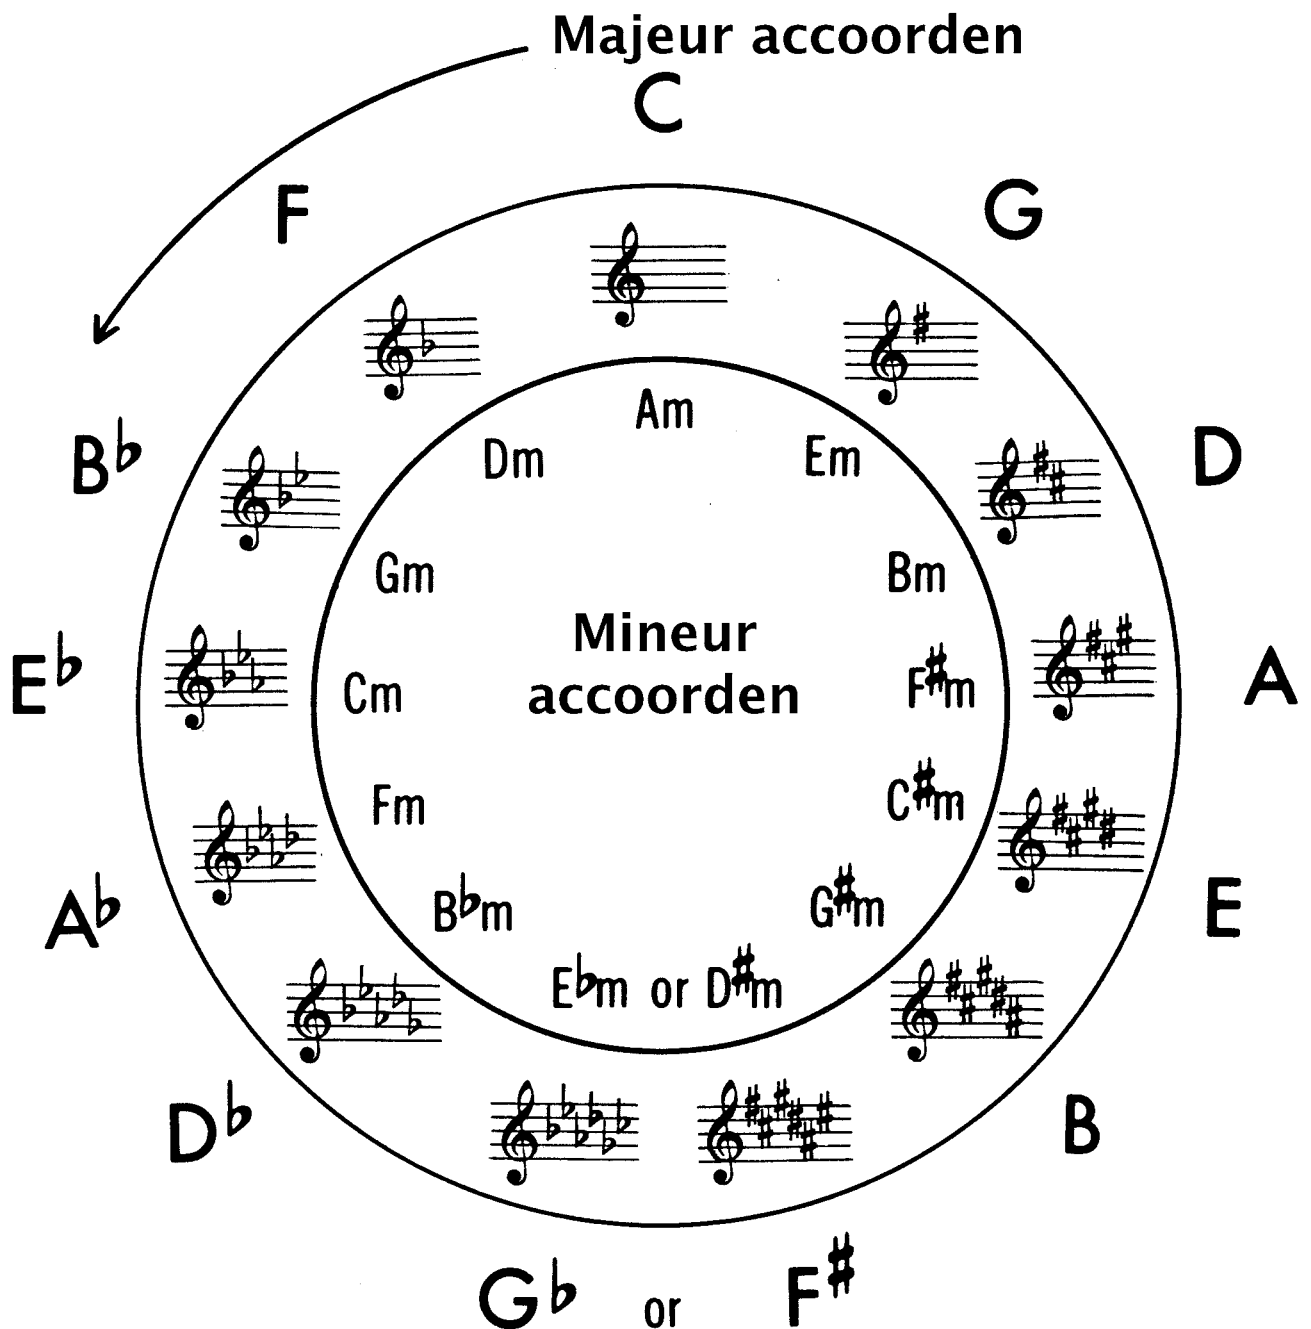 Majeur accoorden
C
F
G
B♭
D
E♭
A
A♭
E
D♭
B
G♭ or F♯
Am
Dm
Em
Gm
Bm
Cm
F♯m
Fm
C♯m
B♭m
G♯m
E♭m or D♯m
Mineur
accoorden